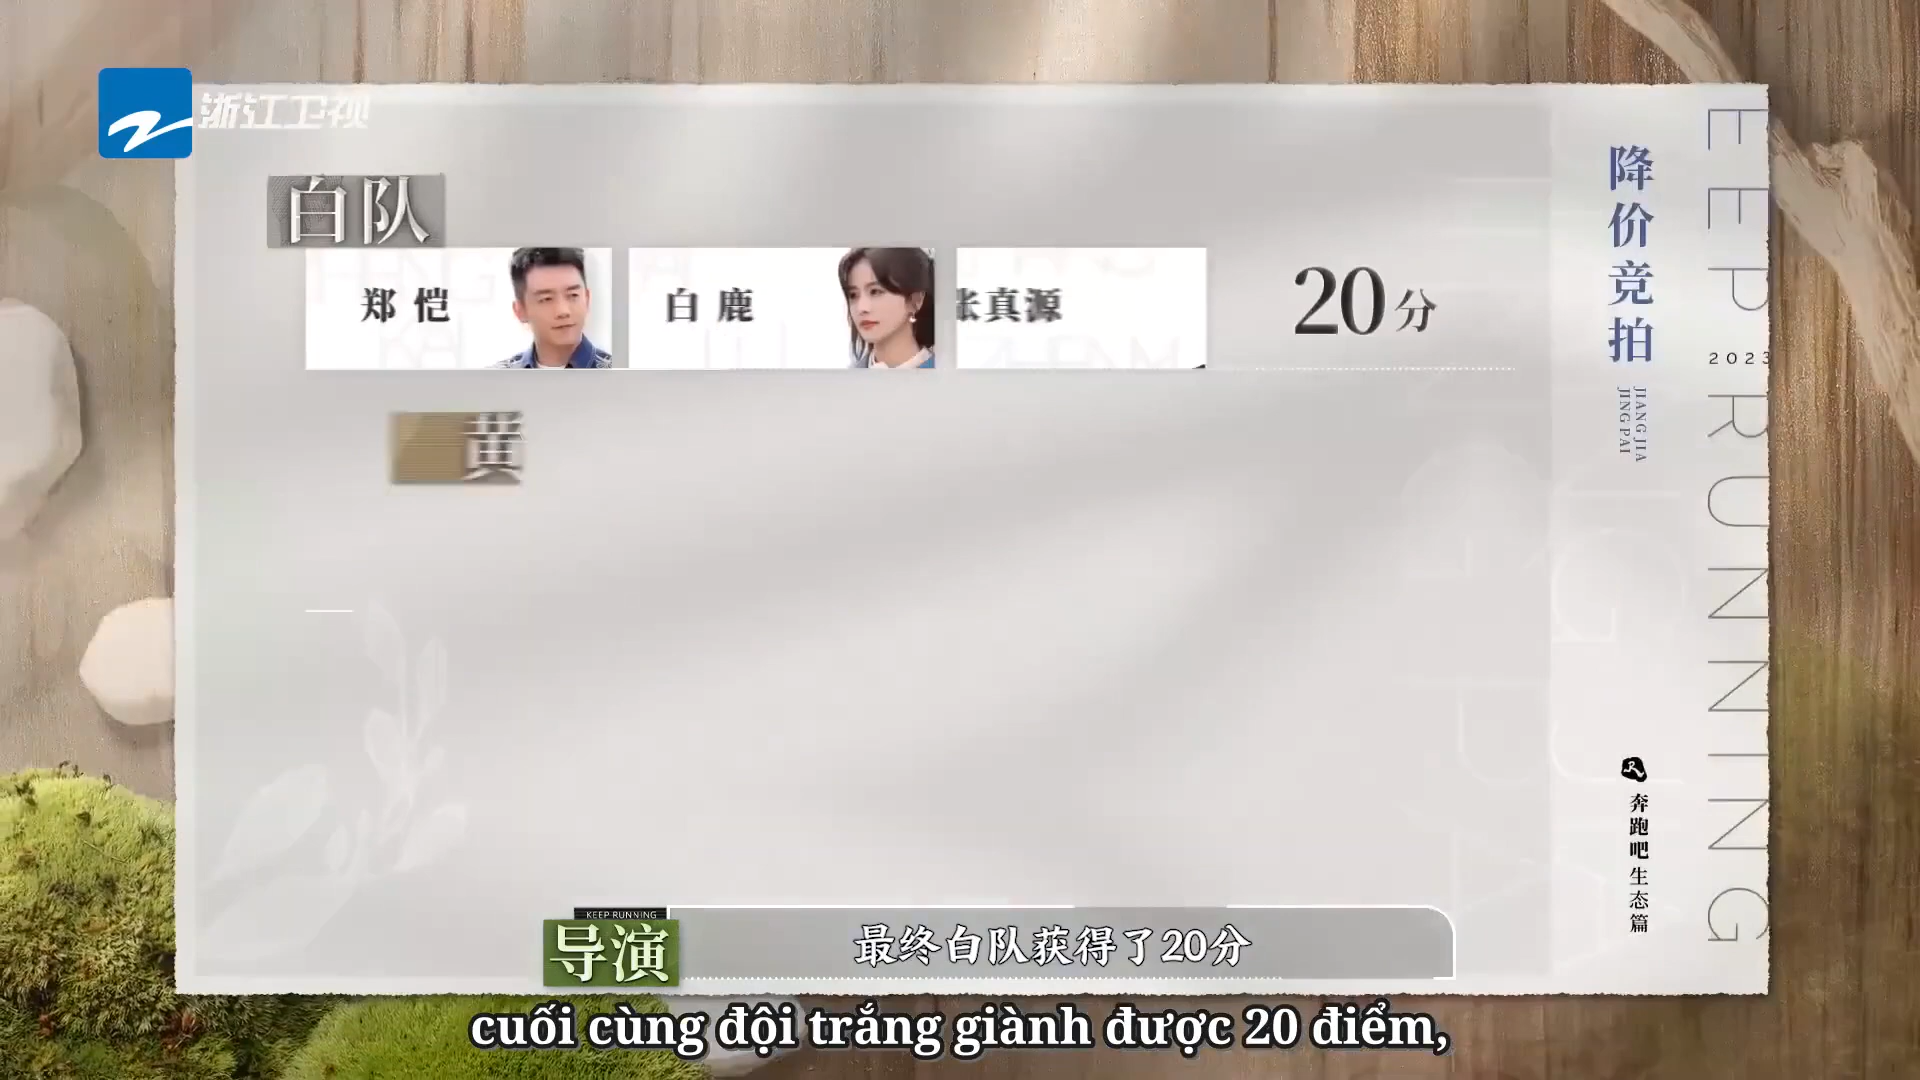 浙江卫视
白队
郑恺
白鹿
张真源
20分
黄
降价竞拍
JIANG JIA
JING PAI
EEP RUNNING
2023
奔跑吧生态篇
KEEP RUNNING
导演
最终白队获得了20分
cuối cùng đội trắng giành được 20 điểm,